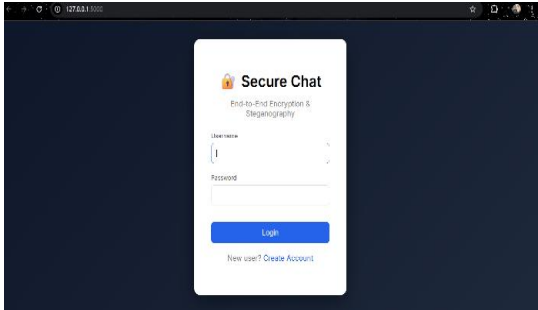 127.0.0.1:5000
Secure Chat
End-to-End Encryption &
Steganography
Username
Password
Login
New user? Create Account